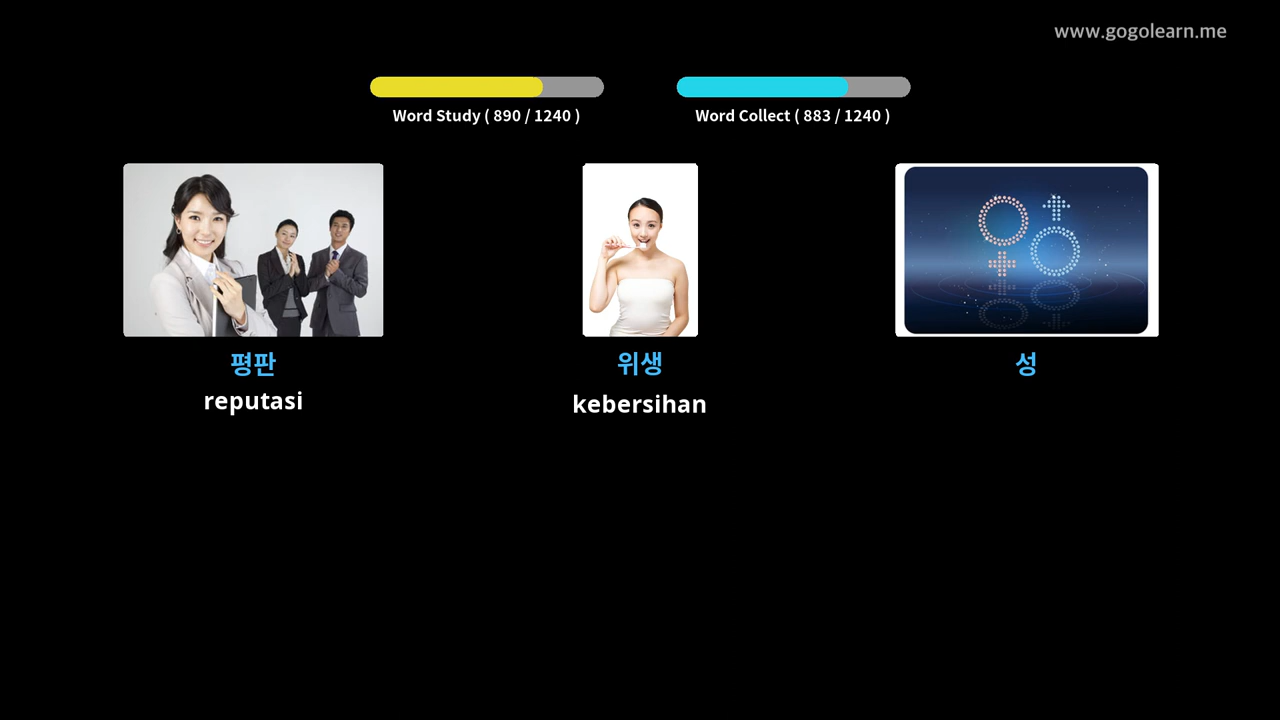 www.gogolearn.me
Word Study ( 890 / 1240 )
Word Collect ( 883 / 1240 )
평판
reputasi
위생
kebersihan
성